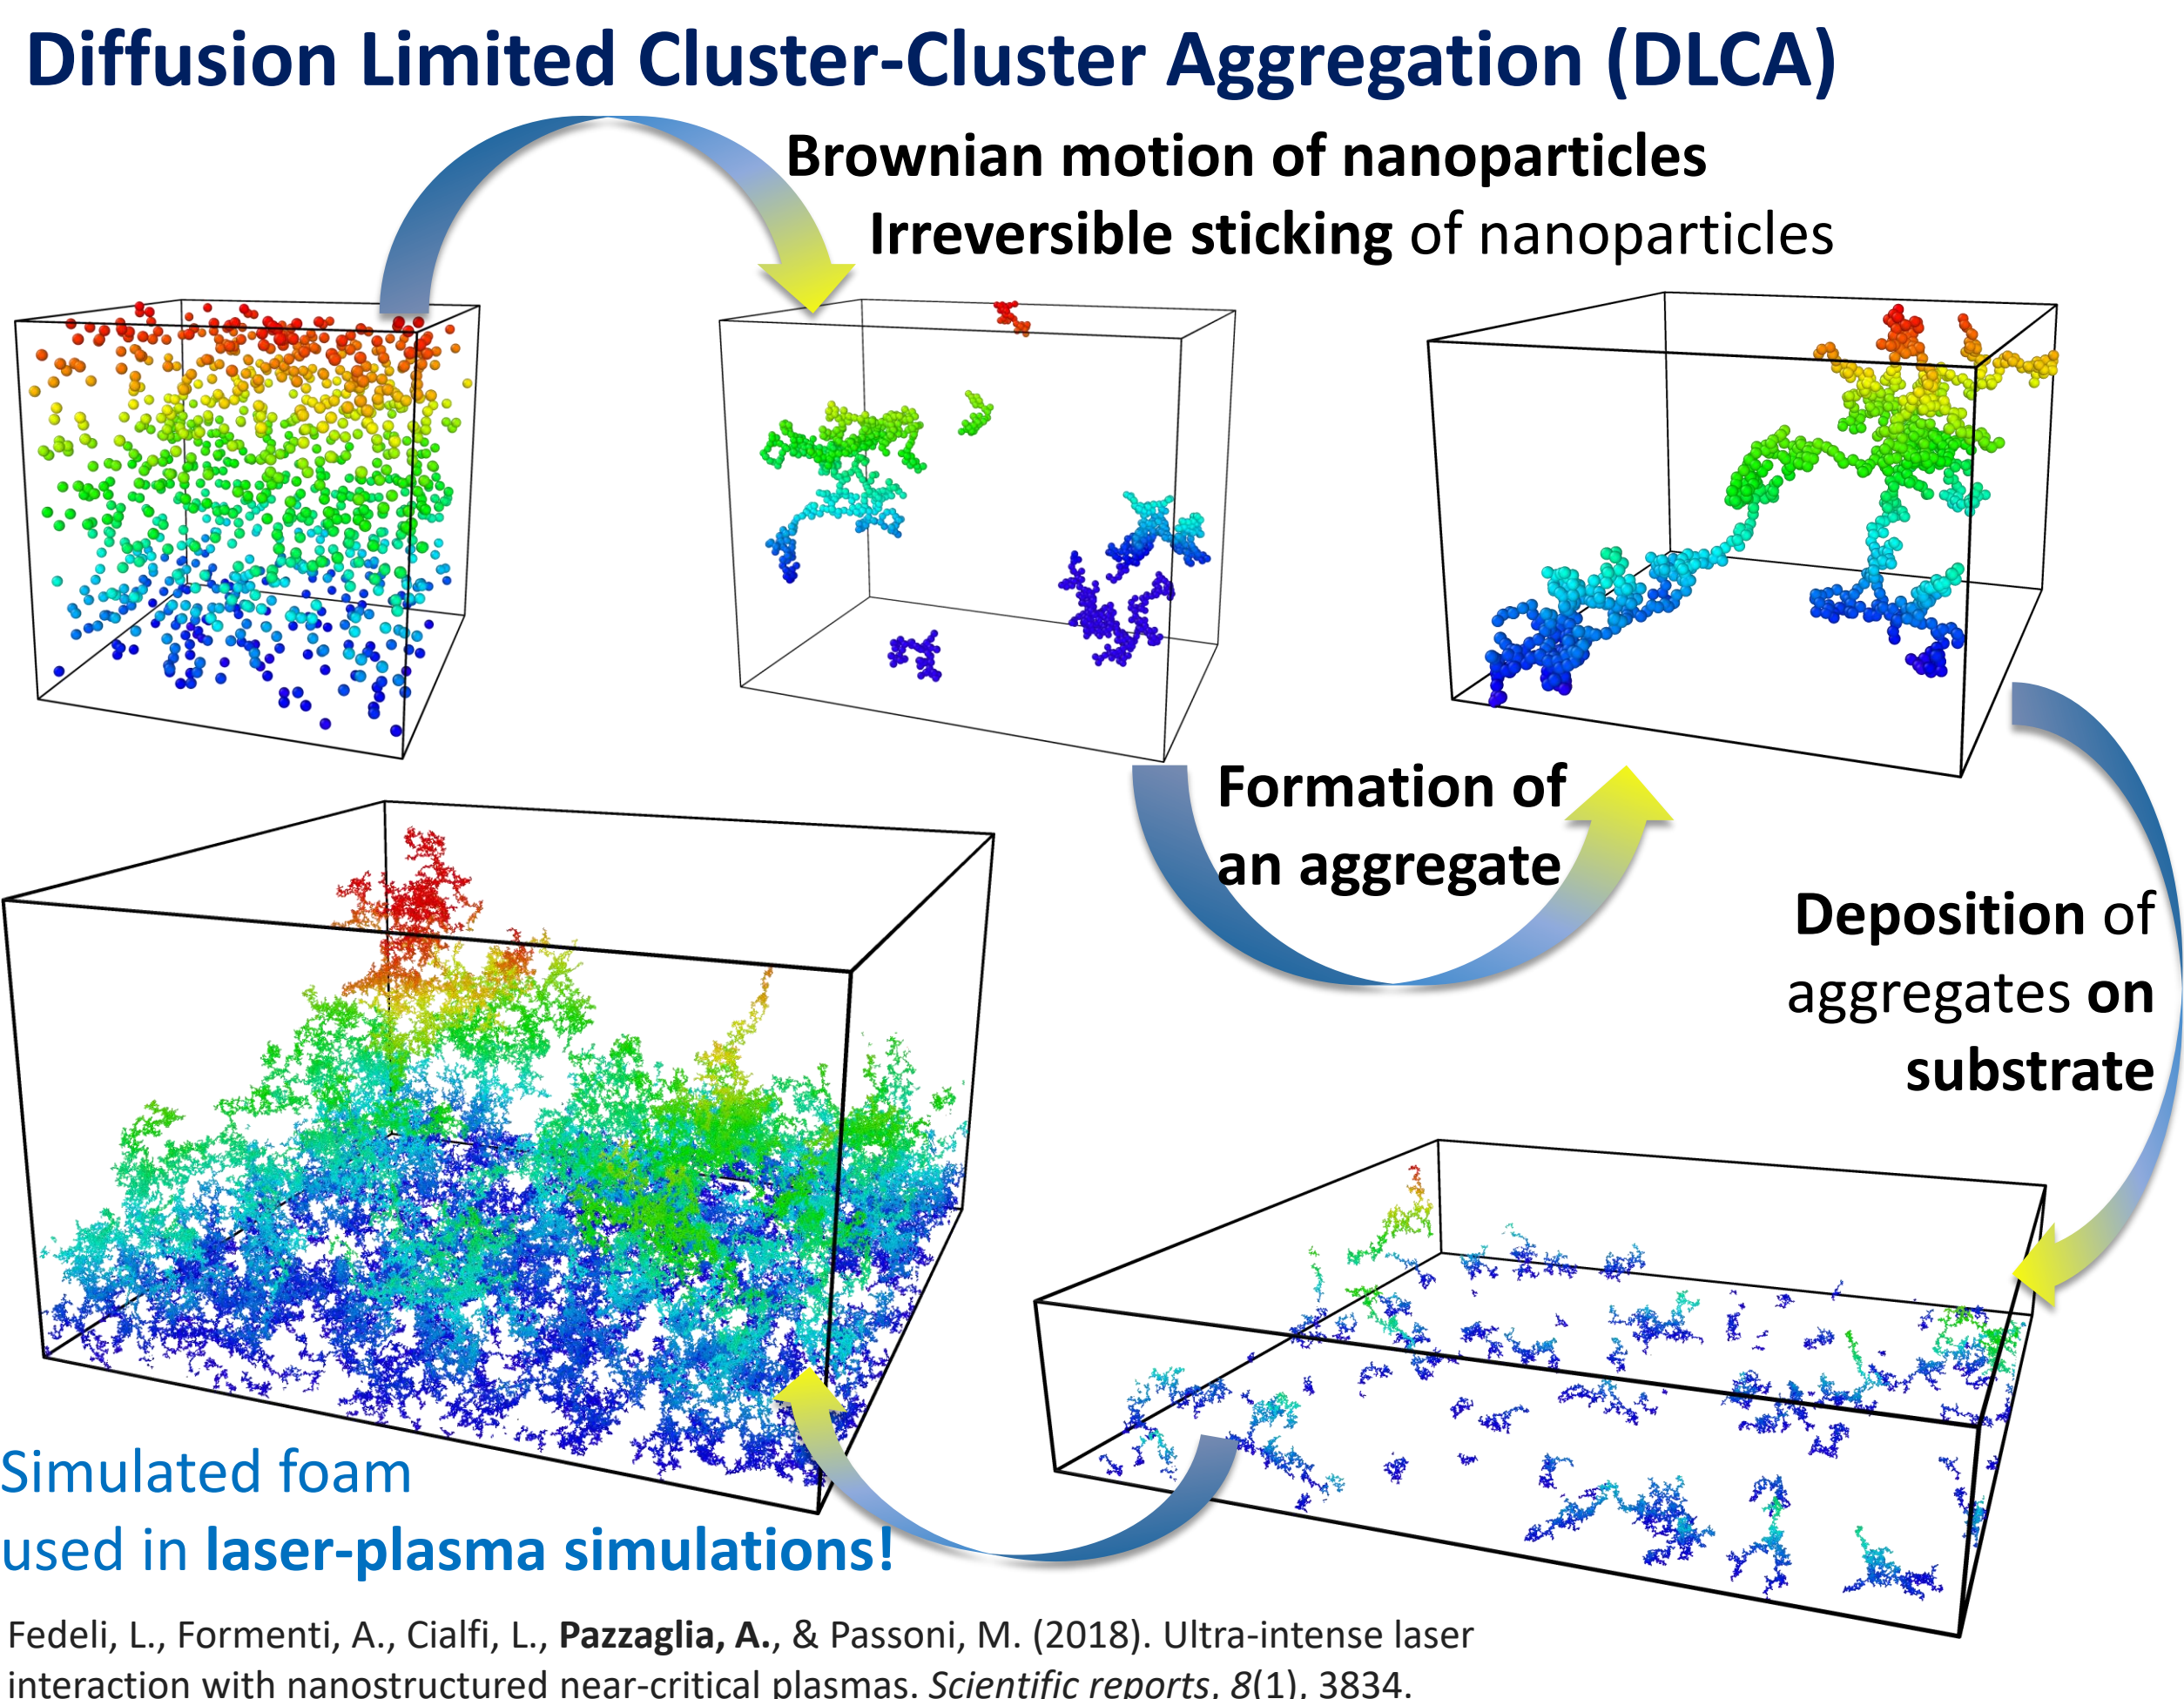 Diffusion Limited Cluster-Cluster Aggregation (DLCA)
Brownian motion of nanoparticles
Irreversible sticking of nanoparticles
Formation of
an aggregate
Deposition of
aggregates on
substrate
Simulated foam
used in laser-plasma simulations!
Fedeli, L., Formenti, A., Cialfi, L., Pazzaglia, A., & Passoni, M. (2018). Ultra-intense laser
interaction with nanostructured near-critical plasmas. Scientific reports, 8(1), 3834.